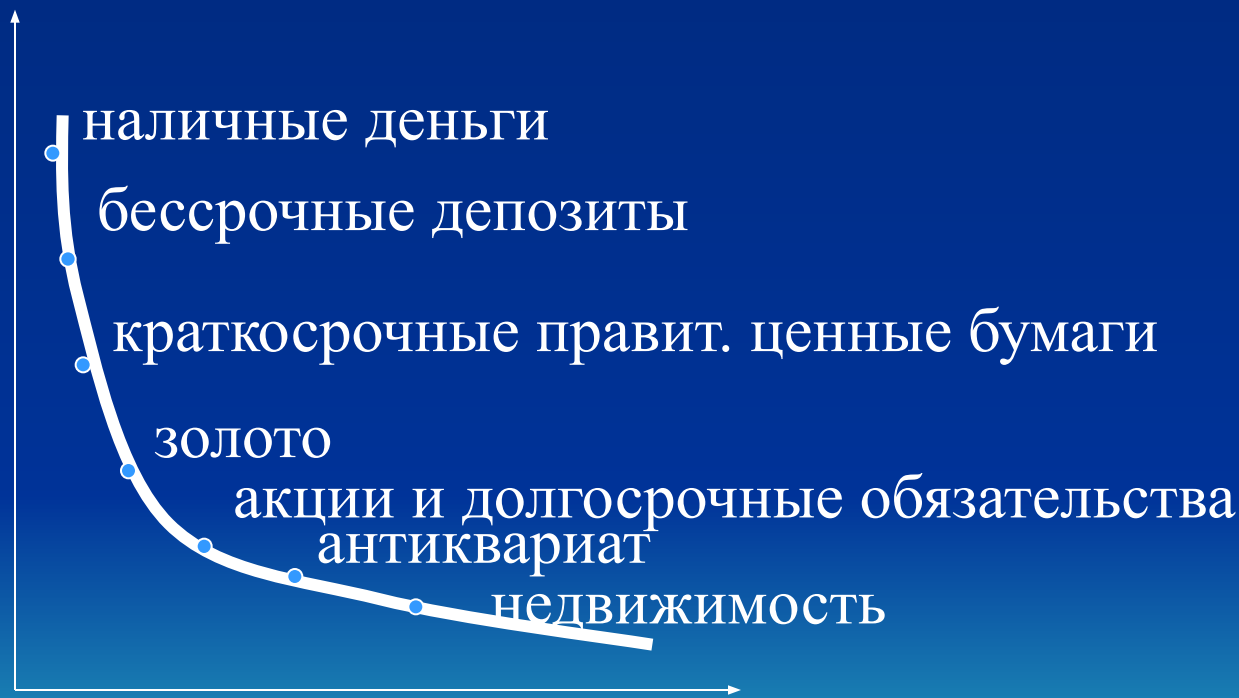 наличные деньги
бессрочные депозиты
краткосрочные правит. ценные бумаги
золото
акции и долгосрочные обязательства
антиквариат
недвижимость